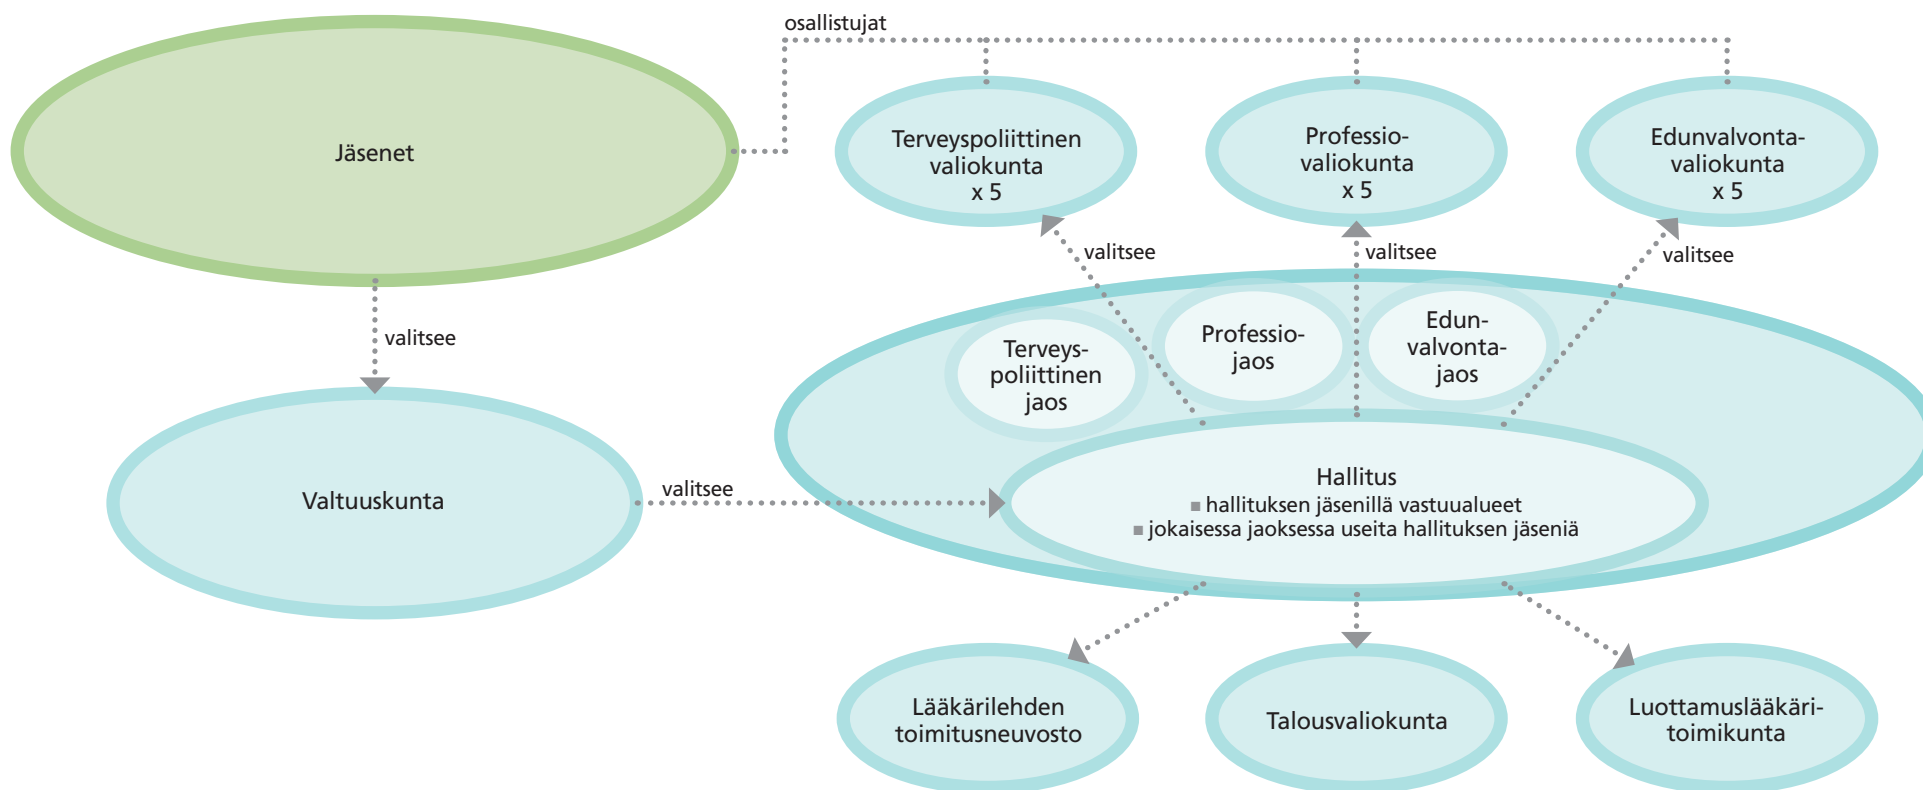 osallistujat
Jäsenet
Terveyspoliittinen
valiokunta
x 5
Professio-
valiokunta
x 5
Edunvalvonta-
valiokunta
x 5
valitsee
valitsee
valitsee
valitsee
Terveys-
poliittinen
jaos
Professio-
jaos
Edun-
valvonta-
jaos
Valtuuskunta
valitsee
Hallitus
■ hallituksen jäsenillä vastuualueet
■ jokaisessa jaoksessa useita hallituksen jäseniä
Lääkärilehden
toimitusneuvosto
Talousvaliokunta
Luottamuslääkäri-
toimikunta